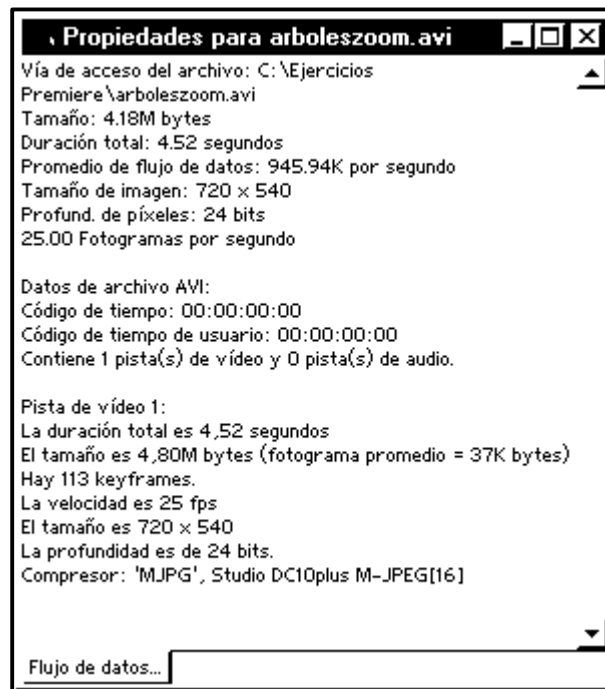 Propiedades para arboleszoom.avi
Vía de acceso del archivo: C:\Ejercicios
Premiere\arboleszoom.avi
Tamaño: 4.18M bytes
Duración total: 4.52 segundos
Promedio de flujo de datos: 945.94K por segundo
Tamaño de imagen: 720 x 540
Profund. de píxeles: 24 bits
25.00 Fotogramas por segundo
Datos de archivo AVI:
Código de tiempo: 00:00:00:00
Código de tiempo de usuario: 00:00:00:00
Contiene 1 pista(s) de vídeo y 0 pista(s) de audio.
Pista de vídeo 1:
La duración total es 4,52 segundos
El tamaño es 4,80M bytes (fotograma promedio = 37K bytes)
Hay 113 keyframes.
La velocidad es 25 fps
El tamaño es 720 x 540
La profundidad es de 24 bits.
Compresor: 'MJPG', Studio DC10plus M-JPEG[16]
Flujo de datos...